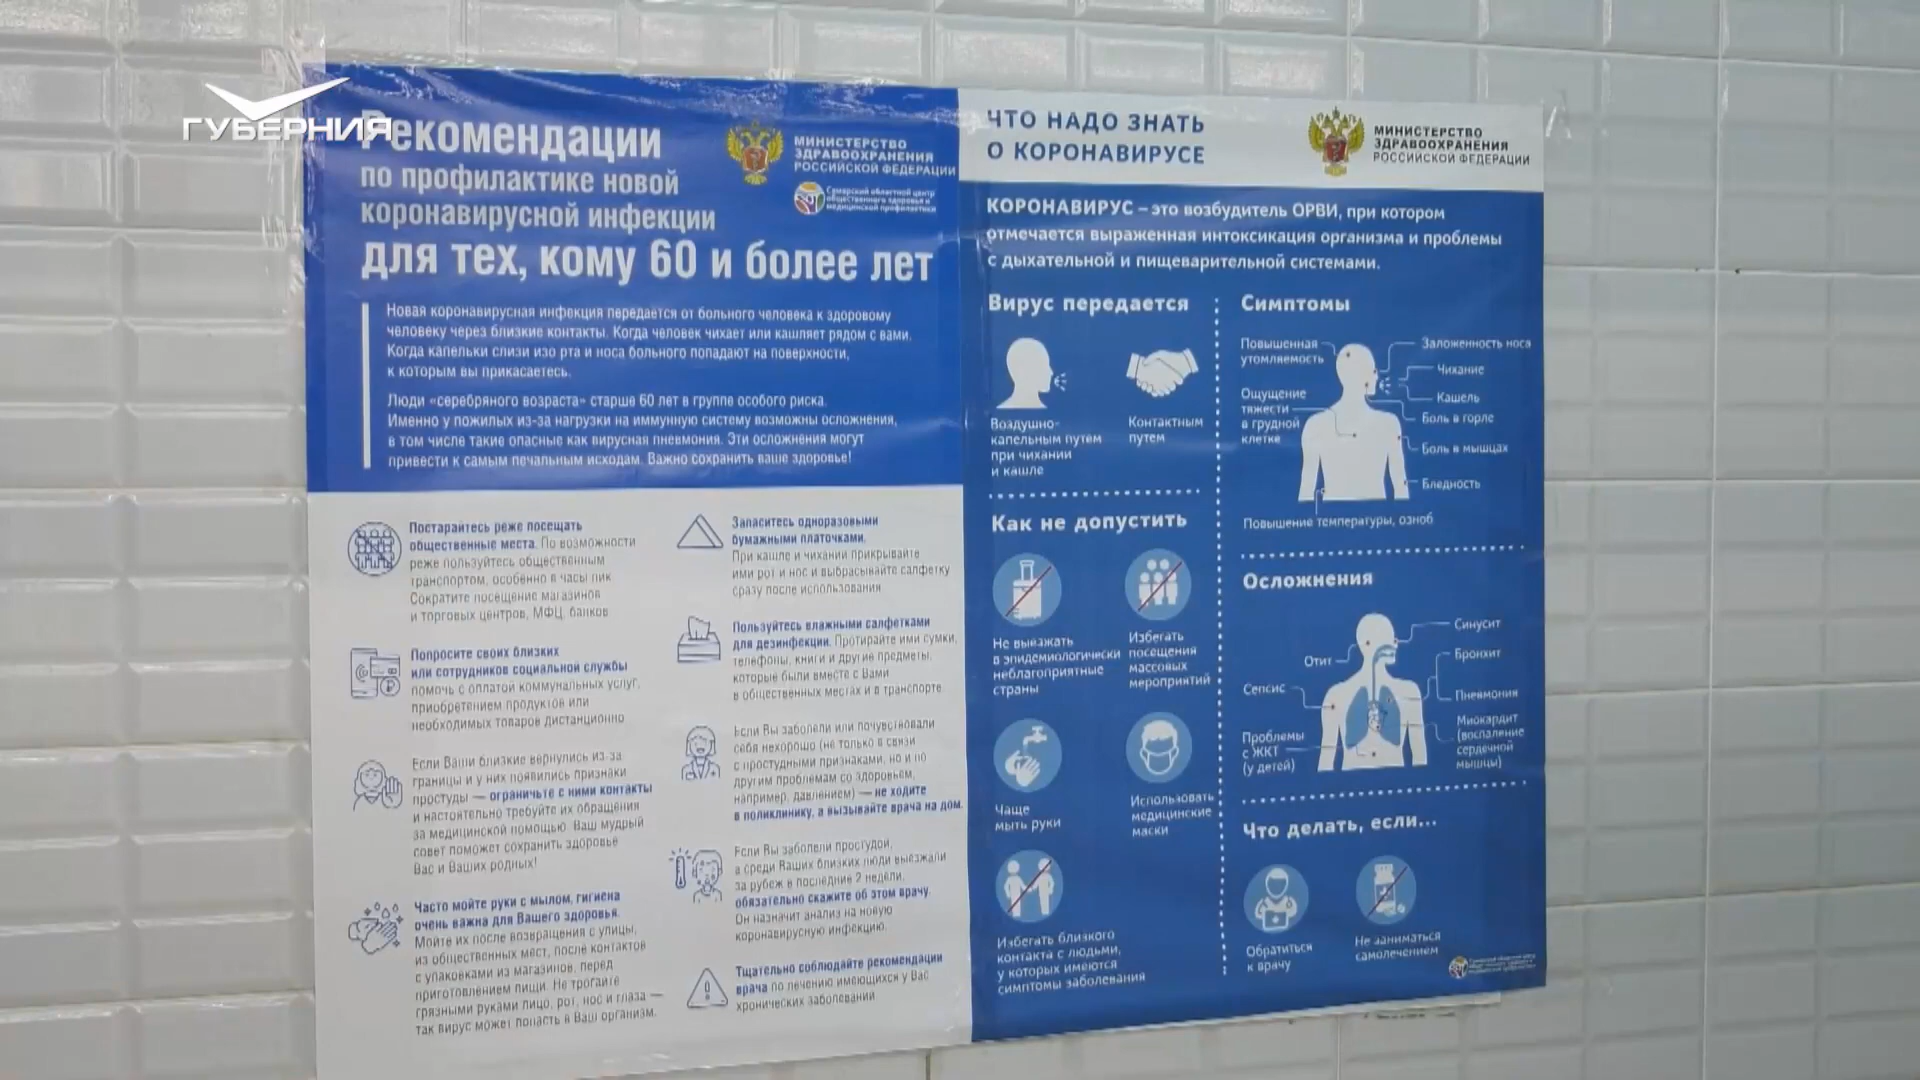 ГУБЕРНИЯ
Рекомендации
по профилактике новой
коронавирусной инфекции
для тех, кому 60 и более лет
МИНИСТЕРСТВО
ЗДРАВООХРАНЕНИЯ
РОССИЙСКОЙ ФЕДЕРАЦИИ
Самарский областной центр
общественного здоровья и
медицинской профилактики
Новая коронавирусная инфекция передается от больного человека к здоровому
человеку через близкие контакты. Когда человек чихает или кашляет рядом с вами.
Когда капельки слизи изо рта и носа больного попадают на поверхности,
к которым вы прикасаетесь.
Люди «серебряного возраста» старше 60 лет в группе особого риска.
Именно у пожилых из-за нагрузки на иммунную систему возможны осложнения,
в том числе такие опасные как вирусная пневмония. Эти осложнения могут
привести к самым печальным исходам. Важно сохранить ваше здоровье!
Постарайтесь реже посещать
общественные места. По возможности
реже пользуйтесь общественным
транспортом, особенно в часы пик.
Сократите посещение магазинов
и торговых центров, МФЦ, банков
Попросите своих близких
или сотрудников социальной службы
помочь с оплатой коммунальных услуг,
приобретением продуктов или
необходимых товаров дистанционно
Если Ваши близкие вернулись из-за
границы и у них появились признаки
простуды — ограничьте с ними контакты
и настоятельно требуйте их обращения
за медицинской помощью. Ваш мудрый
совет поможет сохранить здоровье
Вас и Ваших родных!
Часто мойте руки с мылом, гигиена
очень важна для Вашего здоровья.
Мойте их после возвращения с улицы,
из общественных мест, после контактов
с упаковками из магазинов, перед
приготовлением пищи. Не трогайте
грязными руками лицо, рот, нос и глаза —
так вирус может попасть в Ваш организм.
Запаситесь одноразовыми
бумажными платочками.
При кашле и чихании прикрывайте
ими рот и нос и выбрасывайте салфетку
сразу после использования
Пользуйтесь влажными салфетками
для дезинфекции. Протирайте ими сумки,
телефоны, книги и другие предметы,
которые были вместе с Вами
в общественных местах и в транспорте
Если Вы заболели или почувствовали
себя нехорошо (не только в связи
с простудными признаками, но и по
другим проблемам со здоровьем,
например, давлением) — не ходите
в поликлинику, а вызывайте врача на дом.
Если Вы заболели простудой,
а среди Ваших близких люди выезжали
за рубеж в последние 2 недели,
обязательно скажите об этом врачу.
Он назначит анализ на новую
коронавирусную инфекцию.
Тщательно соблюдайте рекомендации
врача по лечению имеющихся у Вас
хронических заболеваний
ЧТО НАДО ЗНАТЬ
О КОРОНАВИРУСЕ
МИНИСТЕРСТВО
ЗДРАВООХРАНЕНИЯ
РОССИЙСКОЙ ФЕДЕРАЦИИ
КОРОНАВИРУС – это возбудитель ОРВИ, при котором
отмечается выраженная интоксикация организма и проблемы
с дыхательной и пищеварительной системами.
Вирус передается
Воздушно-
капельным путем
при чихании
и кашле
Контактным
путем
Как не допустить
Не выезжать
в эпидемиологически
неблагоприятные
страны
Избегать
посещения
массовых
мероприятий
Чаще
мыть руки
Использовать
медицинские
маски
Избегать близкого
контакта с людьми,
у которых имеются
симптомы заболевания
Симптомы
Повышенная
утомляемость
Ощущение
тяжести
в грудной
клетке
Заложенность носа
Чихание
Кашель
Боль в горле
Боль в мышцах
Бледность
Повышение температуры, озноб
Осложнения
Отит
Сепсис
Проблемы
с ЖКТ
(у детей)
Синусит
Бронхит
Пневмония
Миокардит
(воспаление
сердечной
мышцы)
Что делать, если...
Обратиться
к врачу
Не заниматься
самолечением